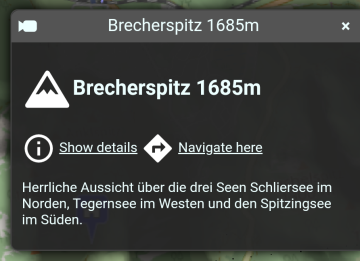 Brecherspitz 1685m ×
Brecherspitz 1685m
Show details Navigate here
Herrliche Aussicht über die drei Seen Schliersee im
Norden, Tegernsee im Westen und den Spitzingsee
im Süden.